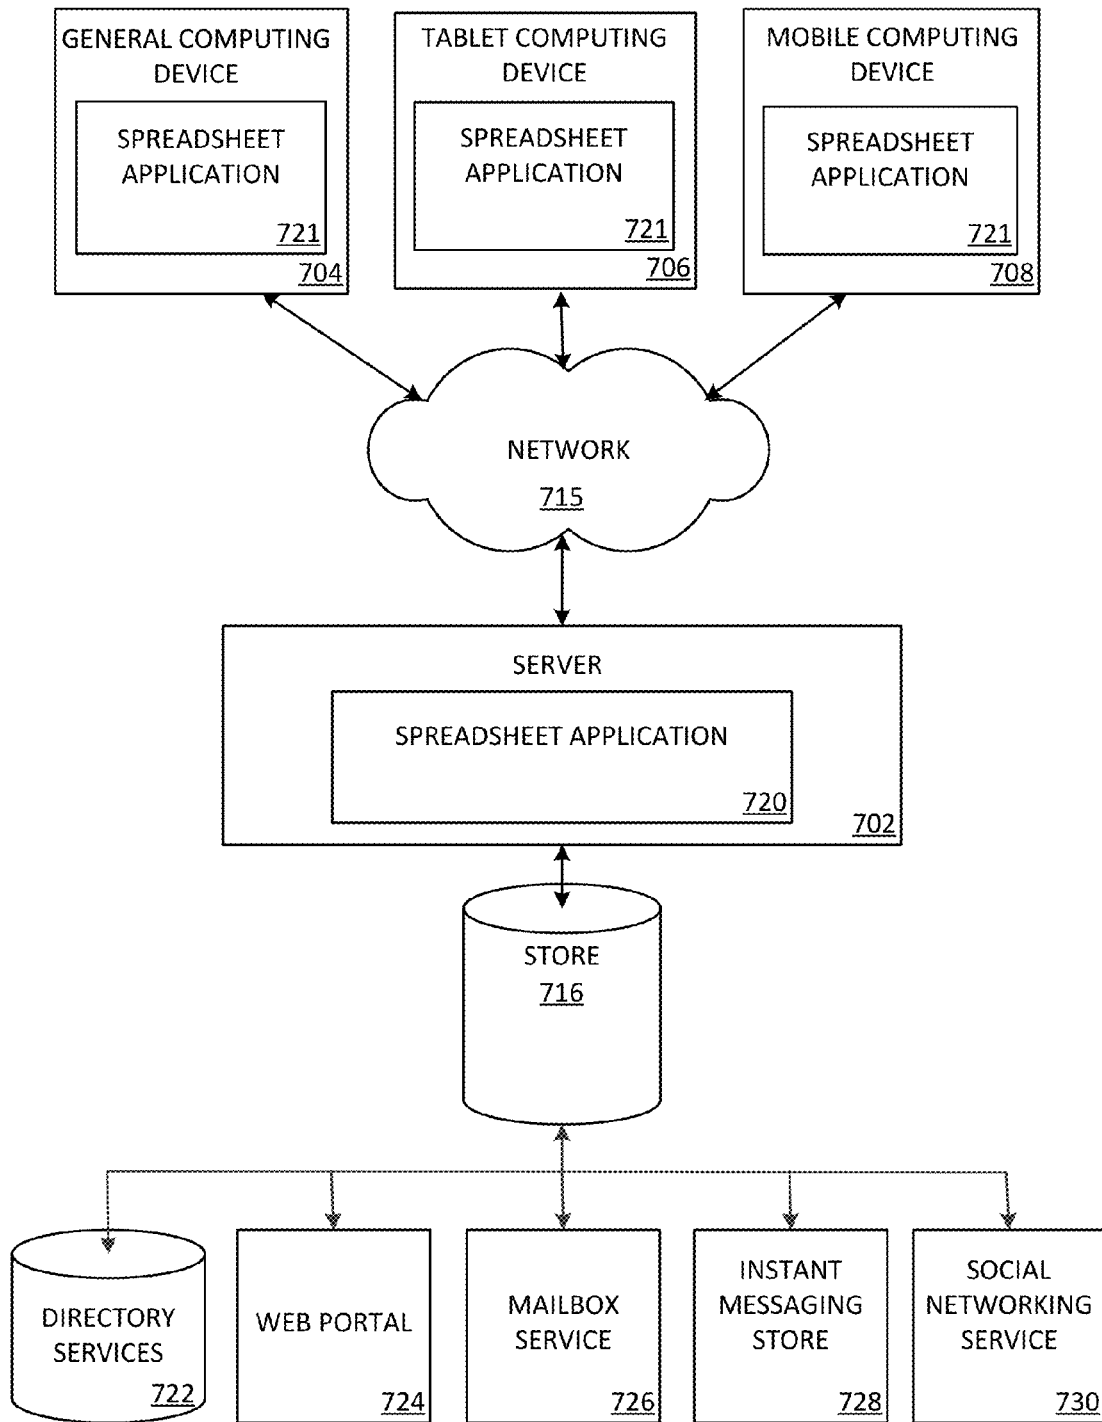 GENERAL COMPUTING
DEVICE
SPREADSHEET
APPLICATION
721
704
TABLET COMPUTING
DEVICE
SPREADSHEET
APPLICATION
721
706
MOBILE COMPUTING
DEVICE
SPREADSHEET
APPLICATION
721
708
NETWORK
715
SERVER
SPREADSHEET APPLICATION
720
702
STORE
716
DIRECTORY
SERVICES
722
WEB PORTAL
724
MAILBOX
SERVICE
726
INSTANT
MESSAGING
STORE
728
SOCIAL
NETWORKING
SERVICE
730